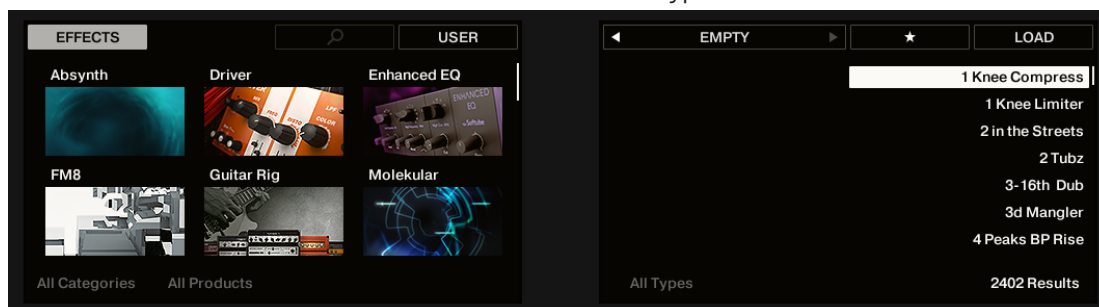 EFFECTS
USER
Absynth
Driver
Enhanced EQ
FM8
Guitar Rig
Molekular
All Categories
All Products
EMPTY
LOAD
1 Knee Compress
1 Knee Limiter
2 in the Streets
2 Tubz
3-16th Dub
3d Mangler
4 Peaks BP Rise
All Types
2402 Results